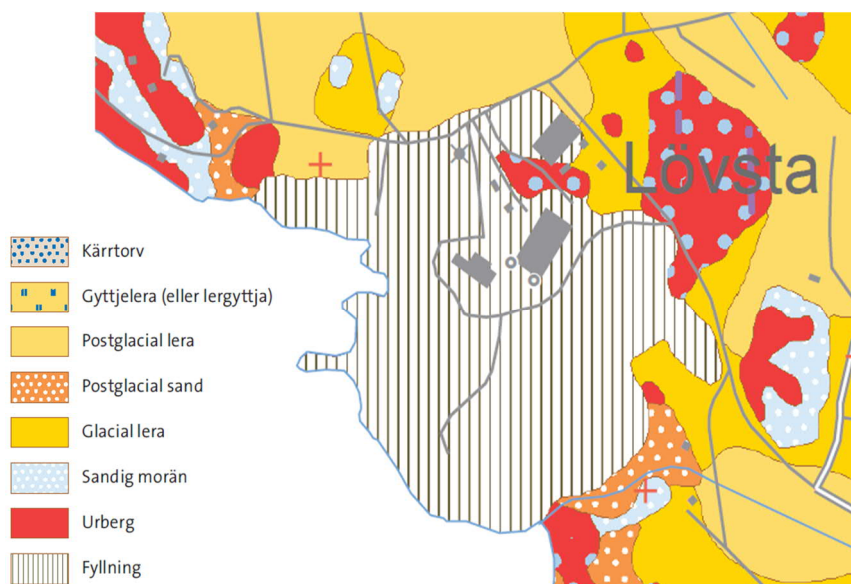 Lövsta
Kärrtorv
Gyttjelera (eller lergyttja)
Postglacial lera
Postglacial sand
Glacial lera
Sandig morän
Urberg
Fyllning